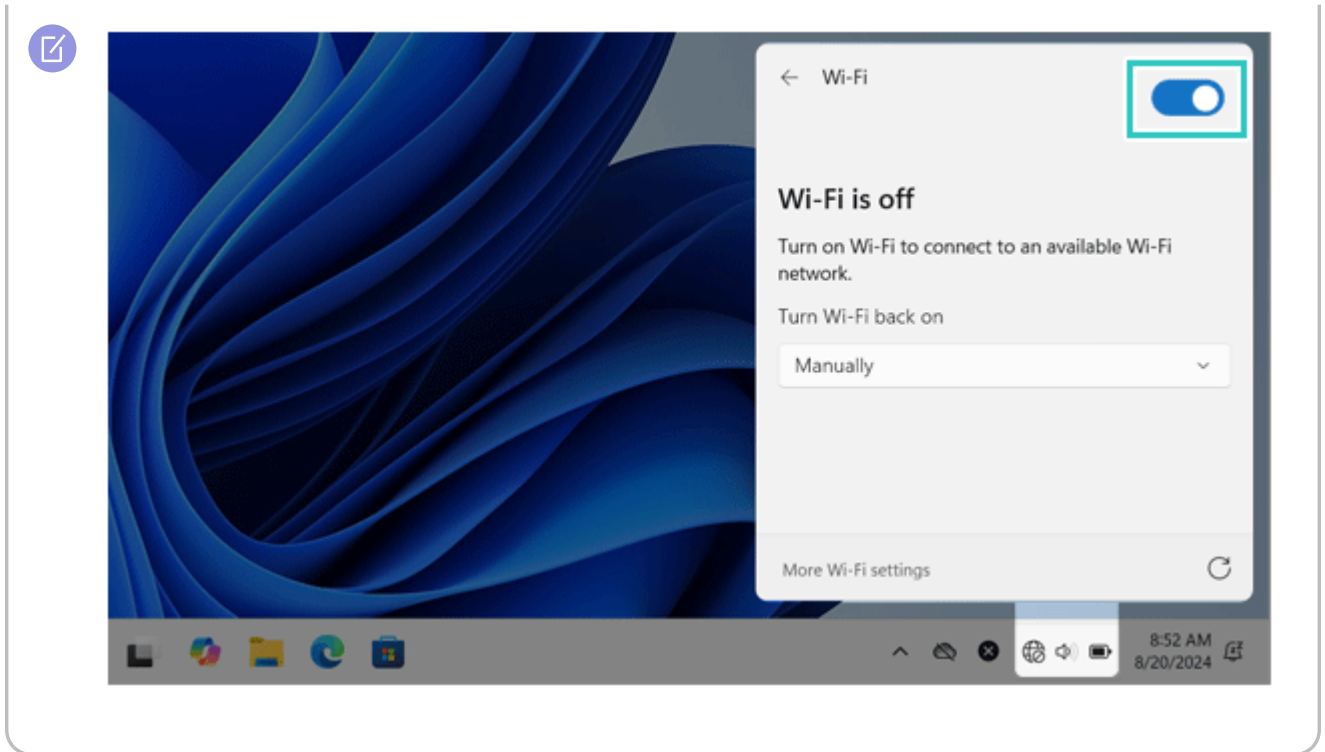 Wi-Fi
Wi-Fi is off
Turn on Wi-Fi to connect to an available Wi-Fi
network.
Turn Wi-Fi back on
Manually
More Wi-Fi settings
8:52 AM
8/20/2024